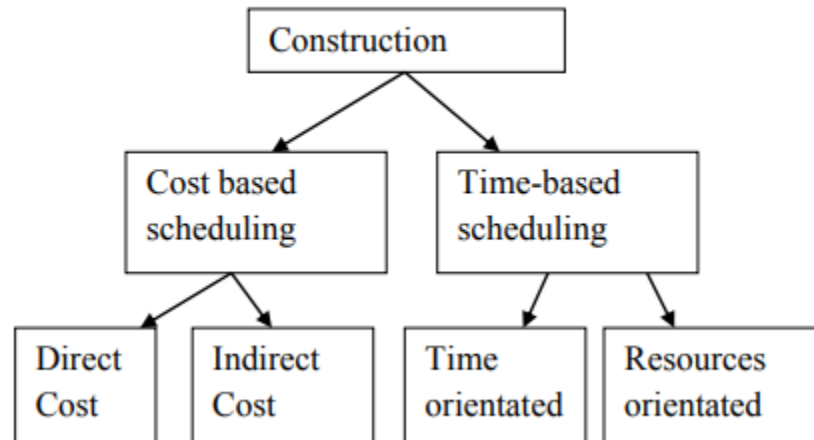 Construction
Cost based
scheduling
Time-based
scheduling
Direct
Cost
Indirect
Cost
Time
orientated
Resources
orientated